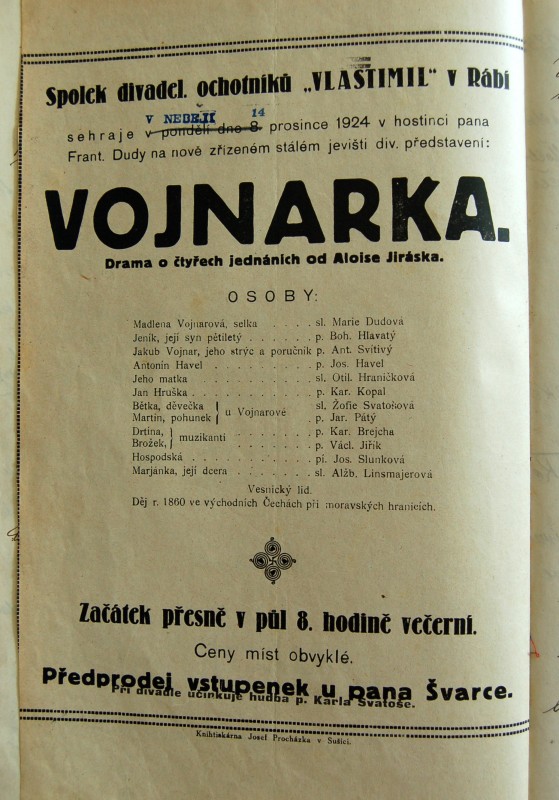 Spolek divadel. ochotníků „VLASTIMIL" v Rábí
V NEDEJI 14
sehraje v pondělí dne 8. prosince 1924 v hostinci pana
Frant. Dudy na nově zřízeném stálém jevišti div. představení:
VOJNARKA.
Drama o čtyřech jednáních od Aloise Jiráska.
OSOBY:
Madlena Vojnarová, selka . . . . sl. Marie Dudová
Jeník, její syn pětiletý . . . . . . p. Boh. Hlavatý
Jakub Vojnar, jeho strýc a poručník p. Ant. Svítivý
Antonín Havel . . . . . . . . . p. Jos. Havel
Jeho matka . . . . . . . . . . sl. Otil. Hraničková
Jan Hruška . . . . . . . . . . p. Kar. Kopal
Bětka, děvečka } u Vojnarové . . sl. Žofie Svatošová
Martin, pohunek } p. Jar. Pátý
Drtina, } muzikanti . . . . . . p. Kar. Brejcha
Brožek, } p. Václ. Jiřík
Hospodská . . . . . . . . . . pí. Jos. Slunková
Marjánka, její dcera . . . . . . sl. Alžb. Linsmajerová
Vesnický lid.
Děj r. 1860 ve východních Čechách při moravských hranicích.
Začátek přesně v půl 8. hodině večerní.
Ceny míst obvyklé.
Předprodej vstupenek u pana Švarce.
Při divadle účinkuje hudba p. Karla Svatoše.
Knihtiskárna Josef Procházka v Sušici.